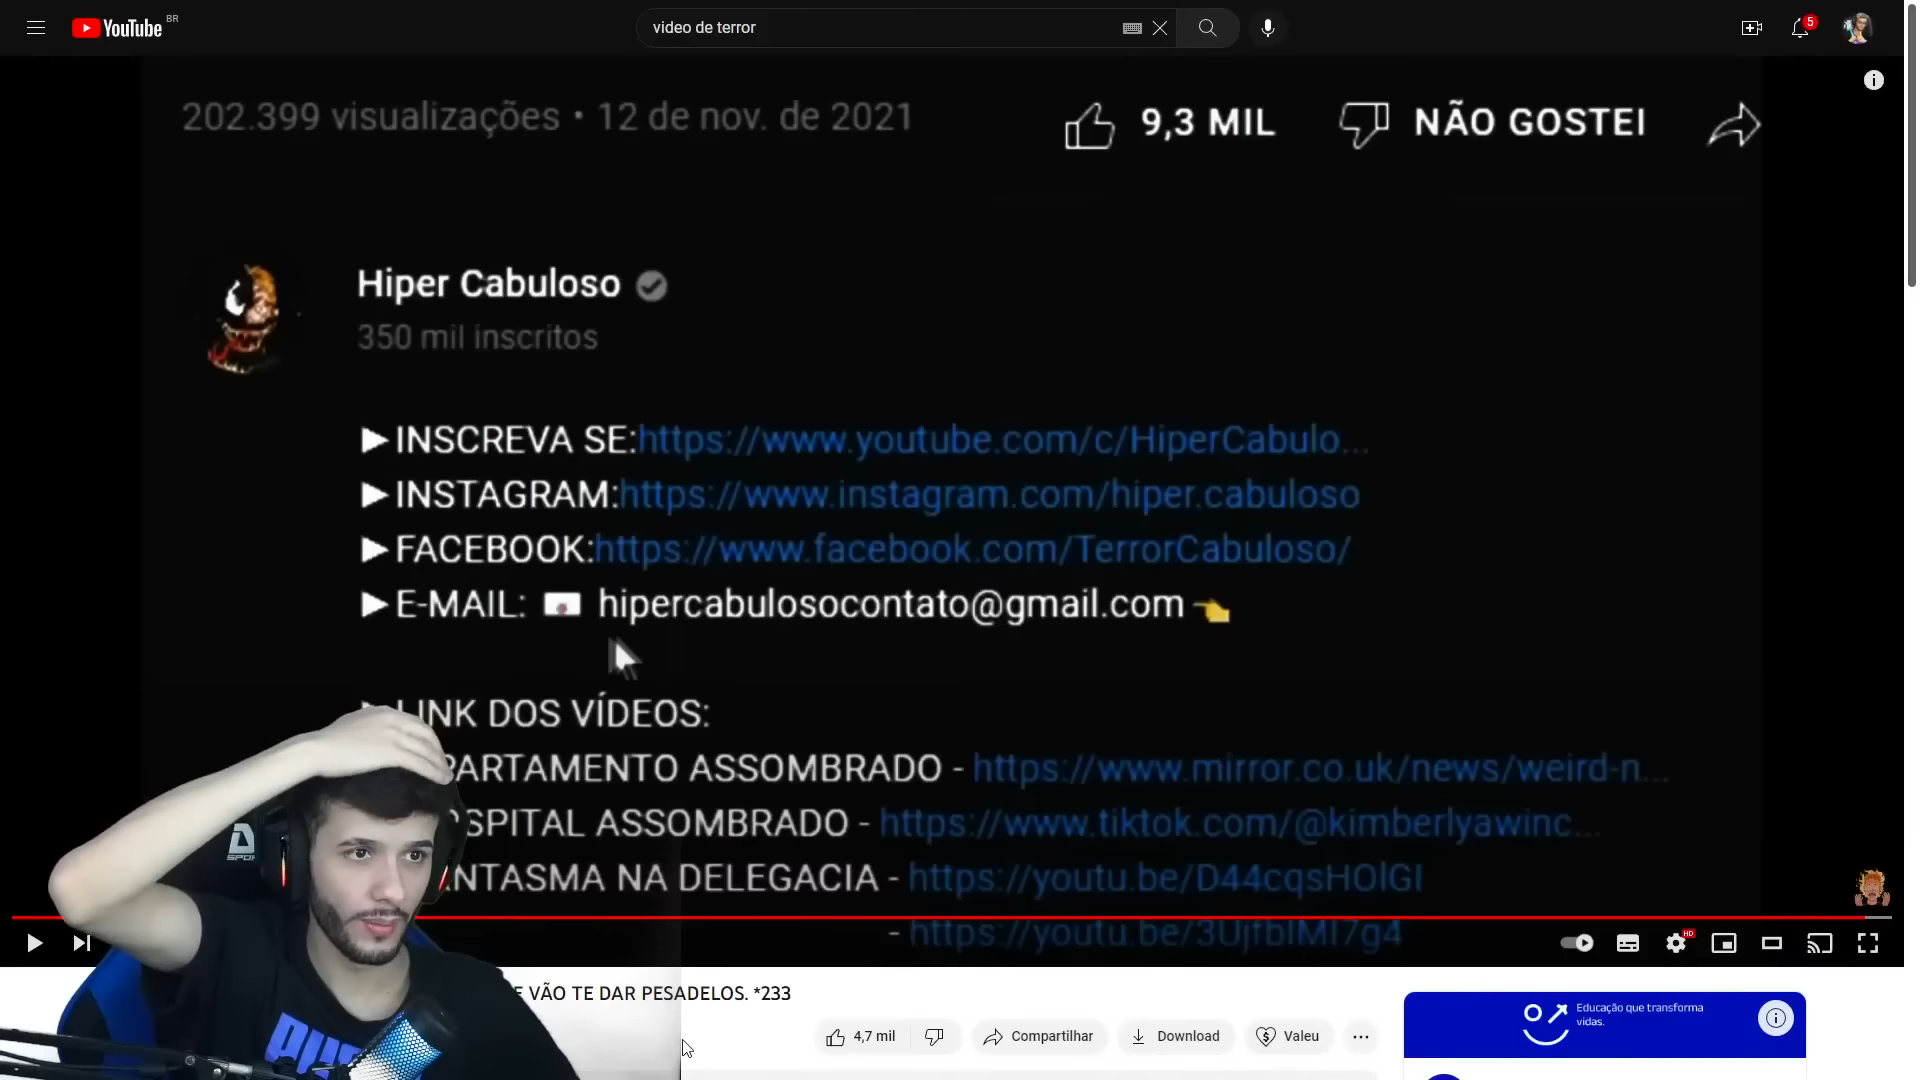 YouTube BR
video de terror
5
202.399 visualizações • 12 de nov. de 2021
9,3 MIL
NÃO GOSTEI
Hiper Cabuloso
350 mil inscritos
►INSCREVA SE:https://www.youtube.com/c/HiperCabulo...
►INSTAGRAM:https://www.instagram.com/hiper.cabuloso
►FACEBOOK:https://www.facebook.com/TerrorCabuloso/
►E-MAIL: hipercabulosocontato@gmail.com
LINK DOS VÍDEOS:
PARTAMENTO ASSOMBRADO - https://www.mirror.co.uk/news/weird-n...
SPITAL ASSOMBRADO - https://www.tiktok.com/@kimberlyawinc...
NTASMA NA DELEGACIA - https://youtu.be/D44cqsHOlGI
- https://youtu.be/3UjfbIMI7g4
HD
E VÃO TE DAR PESADELOS. *233
4,7 mil
Compartilhar
Download
Valeu
Educação que transforma
vidas.